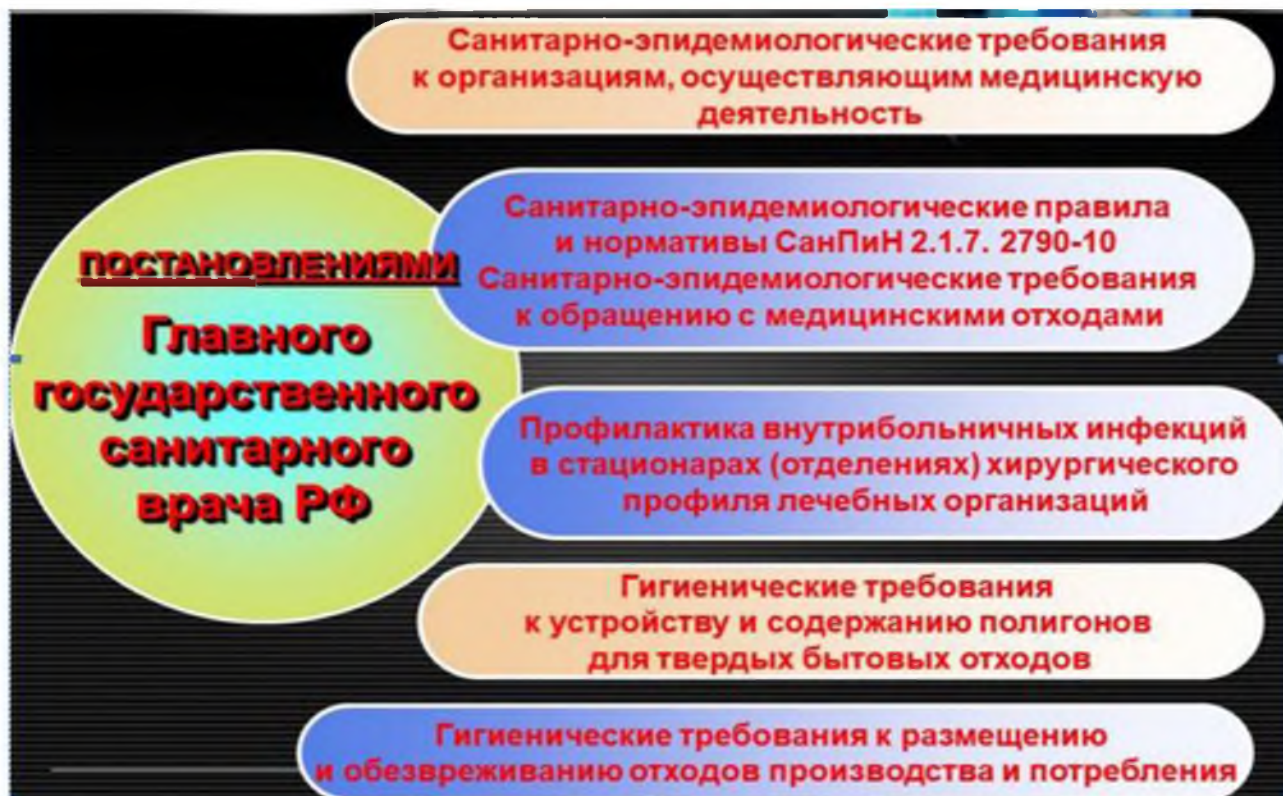 Санитарно-эпидемиологические требования
к организациям, осуществляющим медицинскую
деятельность
ПОСТАНОВЛЕНИЯМИ
Главного
государственного
санитарного
врача РФ
Санитарно-эпидемиологические правила
и нормативы СанПиН 2.1.7. 2790-10
Санитарно-эпидемиологические требования
к обращению с медицинскими отходами
Профилактика внутрибольничных инфекций
в стационарах (отделениях) хирургического
профиля лечебных организаций
Гигиенические требования
к устройству и содержанию полигонов
для твердых бытовых отходов
Гигиенические требования к размещению
и обезвреживанию отходов производства и потребления